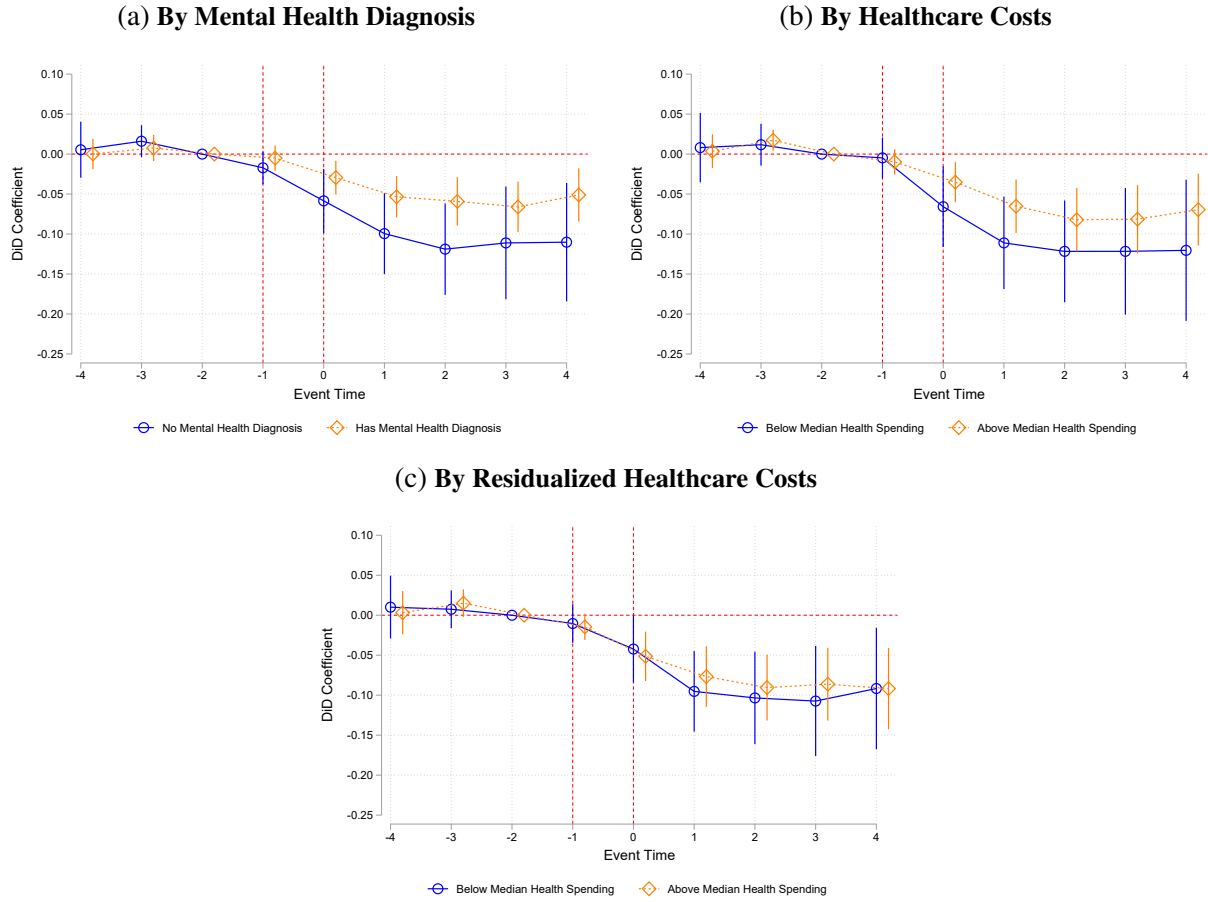 (a) By Mental Health Diagnosis
0.10
0.05
0.00
-0.05
-0.10
-0.15
-0.20
-0.25
DiD Coefficient
-4 -3 -2 -1 0 1 2 3 4
Event Time
No Mental Health Diagnosis Has Mental Health Diagnosis
(b) By Healthcare Costs
0.10
0.05
0.00
-0.05
-0.10
-0.15
-0.20
-0.25
DiD Coefficient
-4 -3 -2 -1 0 1 2 3 4
Event Time
Below Median Health Spending Above Median Health Spending
(c) By Residualized Healthcare Costs
0.10
0.05
0.00
-0.05
-0.10
-0.15
-0.20
-0.25
DiD Coefficient
-4 -3 -2 -1 0 1 2 3 4
Event Time
Below Median Health Spending Above Median Health Spending